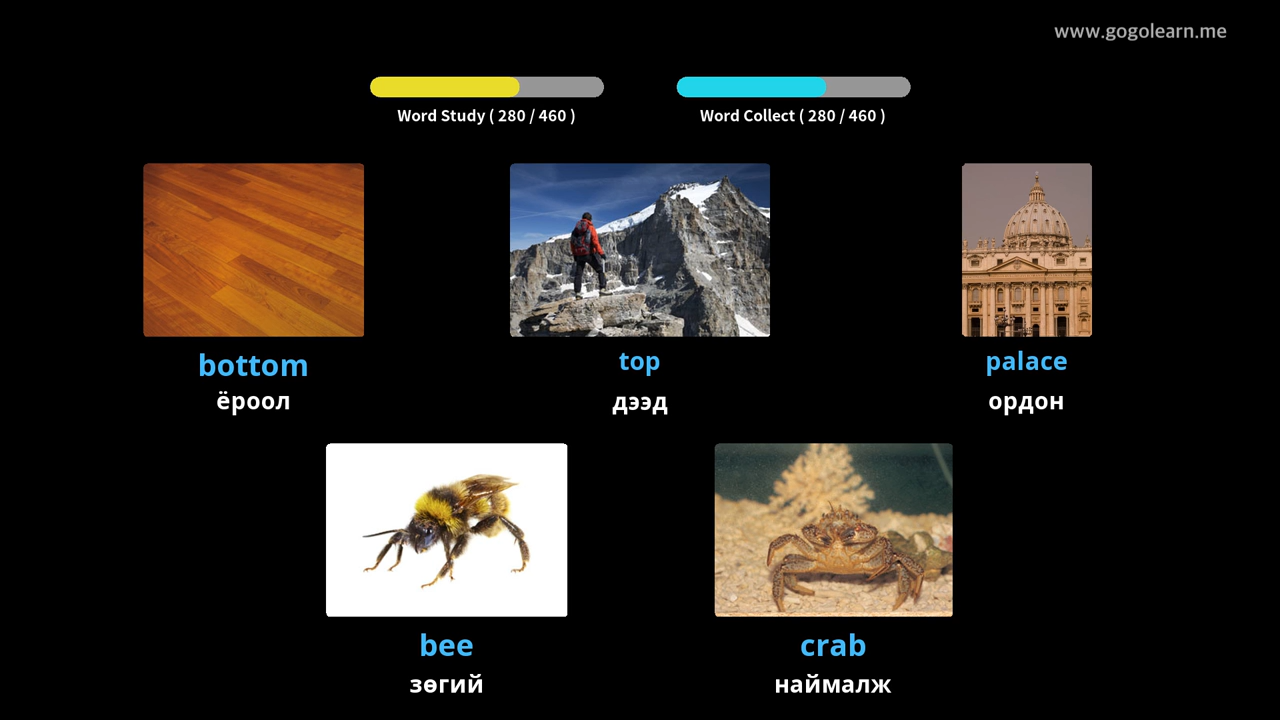 www.gogolearn.me
Word Study ( 280 / 460 )
Word Collect ( 280 / 460 )
bottom
ёроол
top
дээд
palace
ордон
bee
зөгий
crab
наймалж